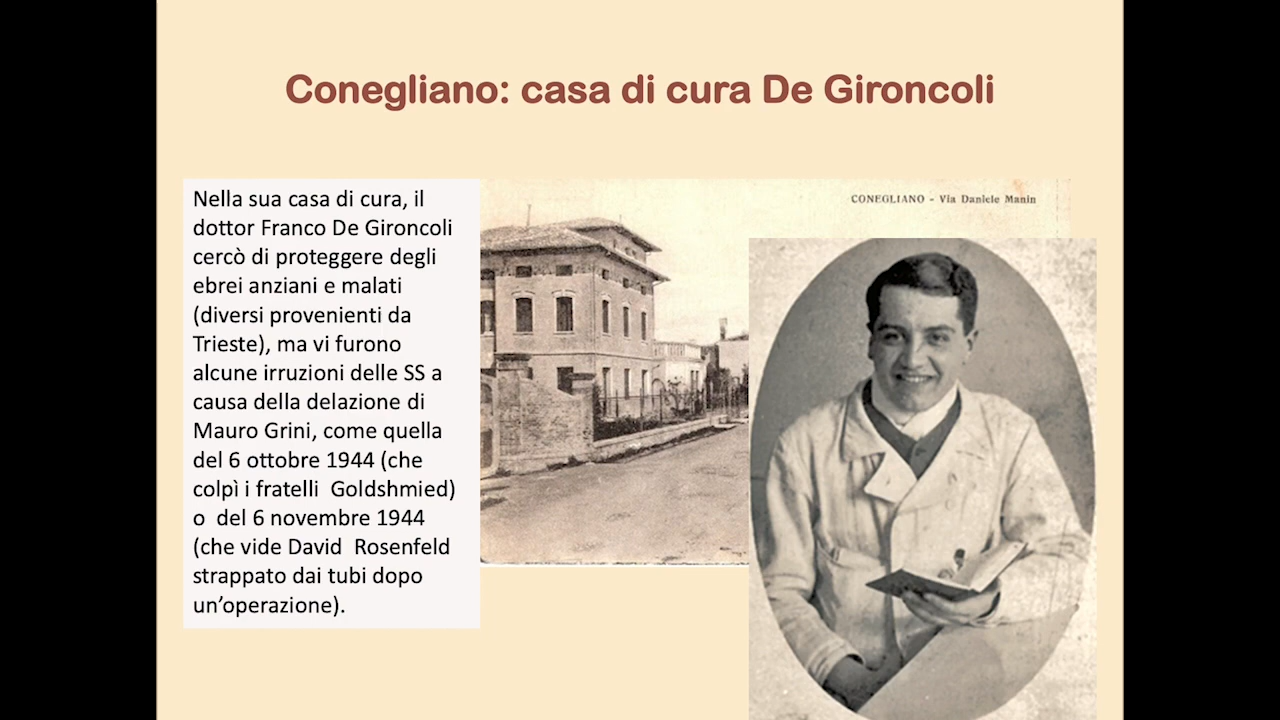 Conegliano: casa di cura De Gironcoli
Nella sua casa di cura, il
dottor Franco De Gironcoli
cercò di proteggere degli
ebrei anziani e malati
(diversi provenienti da
Trieste), ma vi furono
alcune irruzioni delle SS a
causa della delazione di
Mauro Grini, come quella
del 6 ottobre 1944 (che
colpì i fratelli  Goldshmied)
o  del 6 novembre 1944
(che vide David  Rosenfeld
strappato dai tubi dopo
un’operazione).
CONEGLIANO - Via Daniele Manin